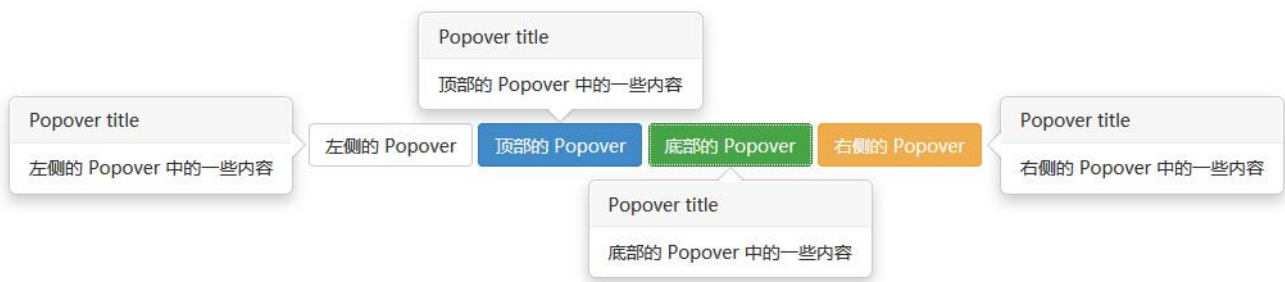 Popover title
顶部的 Popover 中的一些内容
Popover title
左侧的 Popover 中的一些内容
左侧的 Popover
顶部的 Popover
底部的 Popover
右侧的 Popover
Popover title
右侧的 Popover 中的一些内容
Popover title
底部的 Popover 中的一些内容